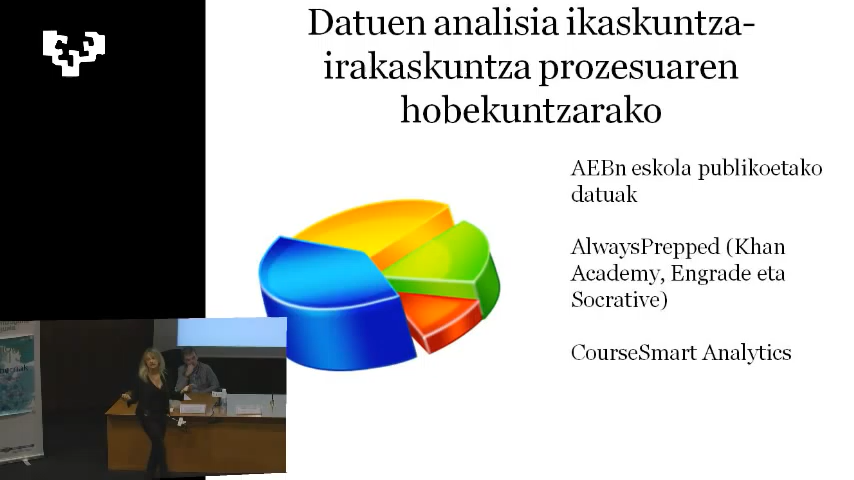 Datuen analisia ikaskuntza-
irakaskuntza prozesuaren
hobekuntzarako
AEBn eskola publikoetako
datuak
AlwaysPrepped (Khan
Academy, Engrade eta
Socrative)
CourseSmart Analytics